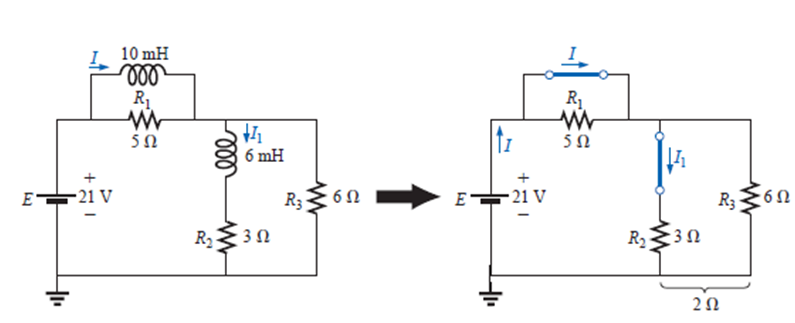 I 10 mH
R1
5 Ω
I1
6 mH
+
E 21 V
−
R3 6 Ω
R2 3 Ω
I
R1
I 5 Ω
I1
+
E 21 V
−
R3 6 Ω
R2 3 Ω
2 Ω